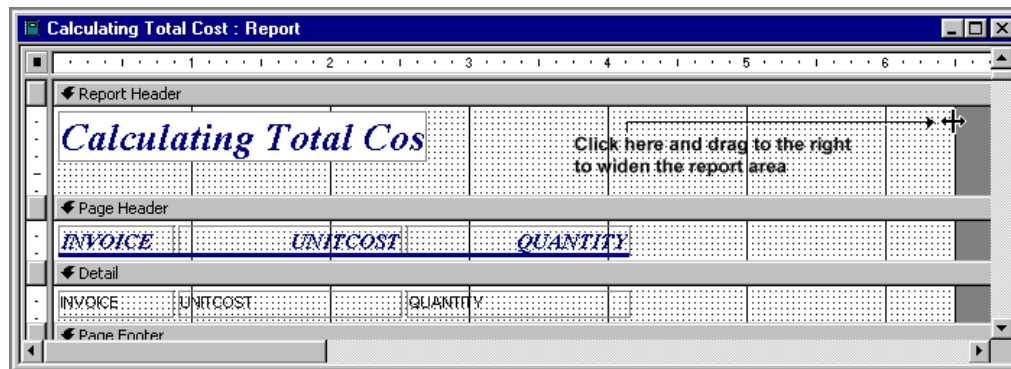 Calculating Total Cost : Report
1 2 3 4 5 6
Report Header
Calculating Total Cos
Click here and drag to the right
to widen the report area
Page Header
INVOICE UNITCOST QUANTITY
Detail
INVOICE UNITCOST QUANTITY
Page Footer